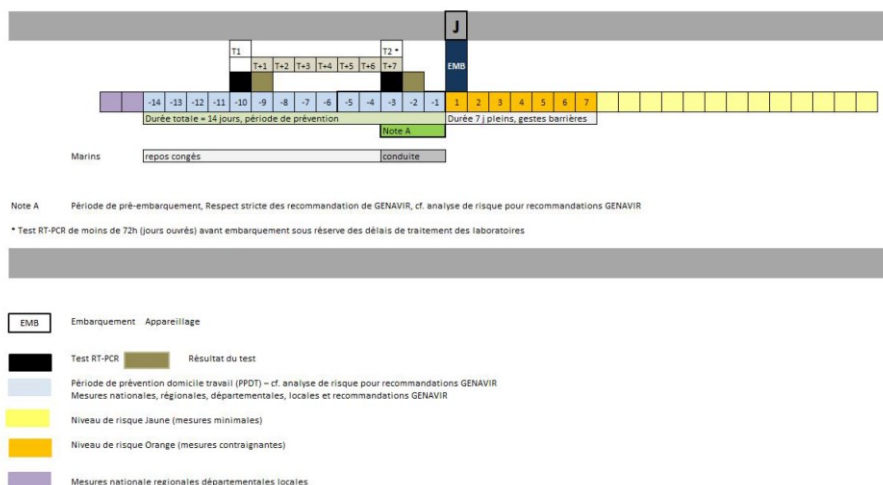 J
T1 T2 *
T+1 T+2 T+3 T+4 T+5 T+6 T+7 EMB
-14 -13 -12 -11 -10 -9 -8 -7 -6 -5 -4 -3 -2 -1 1 2 3 4 5 6 7
Durée totale = 14 jours, période de prévention Durée 7 j pleins, gestes barrières
Note A
Marins repos congés conduite
Note A Période de pré-embarquement, Respect stricte des recommandation de GENAVIR, cf. analyse de risque pour recommandations GENAVIR
* Test RT-PCR de moins de 72h (jours ouvrés) avant embarquement sous réserve des délais de traitement des laboratoires
EMB Embarquement Appareillage
Test RT-PCR Résultat du test
Période de prévention domicile travail (PPDT) – cf. analyse de risque pour recommandations GENAVIR
Mesures nationales, régionales, départementales, locales et recommandations GENAVIR
Niveau de risque Jaune (mesures minimales)
Niveau de risque Orange (mesures contraignantes)
Mesures nationale regionales départementales locales